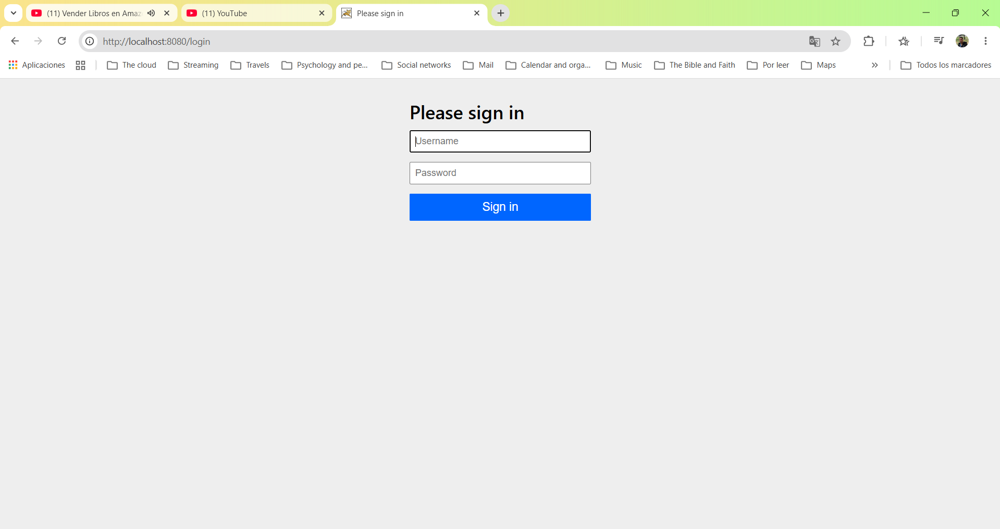 (11) Vender Libros en Amaz
(11) YouTube
Please sign in
http://localhost:8080/login
Aplicaciones
The cloud
Streaming
Travels
Psychology and pe...
Social networks
Mail
Calendar and orga...
Music
The Bible and Faith
Por leer
Maps
Todos los marcadores
Please sign in
Username
Password
Sign in